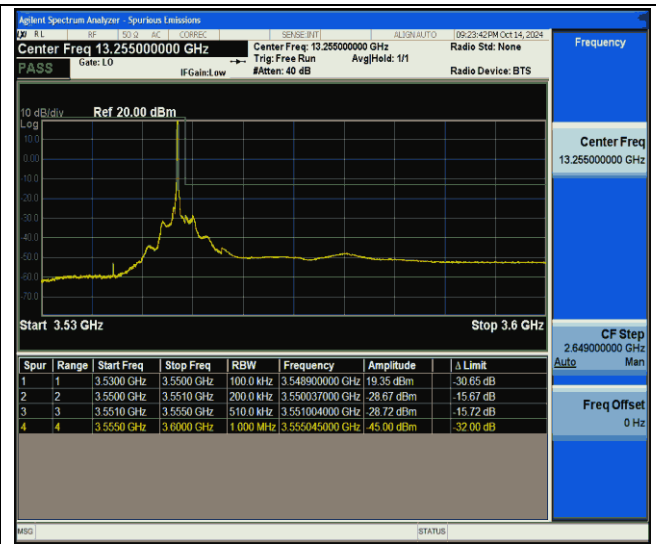 Agilent Spectrum Analyzer - Spurious Emissions
RL RF 50 Ω AC CORREC SENSE:INT ALIGN AUTO 09:23:42PM Oct 14, 2024
Center Freq 13.255000000 GHz Center Freq: 13.255000000 GHz Radio Std: None
PASS Gate: LO Trig: Free Run Avg|Hold: 1/1
IFGain:Low #Atten: 40 dB Radio Device: BTS
10 dB/div Ref 20.00 dBm
Log
10.0
0.00
-10.0
-20.0
-30.0
-40.0
-50.0
-60.0
-70.0
Start 3.53 GHz Stop 3.6 GHz
Spur Range Start Freq Stop Freq RBW Frequency Amplitude Δ Limit
1 1 3.5300 GHz 3.5500 GHz 100.0 kHz 3.548900000 GHz 19.35 dBm -30.65 dB
2 2 3.5500 GHz 3.5510 GHz 200.0 kHz 3.550037000 GHz -28.67 dBm -15.67 dB
3 3 3.5510 GHz 3.5550 GHz 510.0 kHz 3.551004000 GHz -28.72 dBm -15.72 dB
4 4 3.5550 GHz 3.6000 GHz 1.000 MHz 3.555045000 GHz -45.00 dBm -32.00 dB
MSG STATUS
Frequency
Center Freq
13.255000000 GHz
CF Step
2.649000000 GHz
Auto Man
Freq Offset
0 Hz